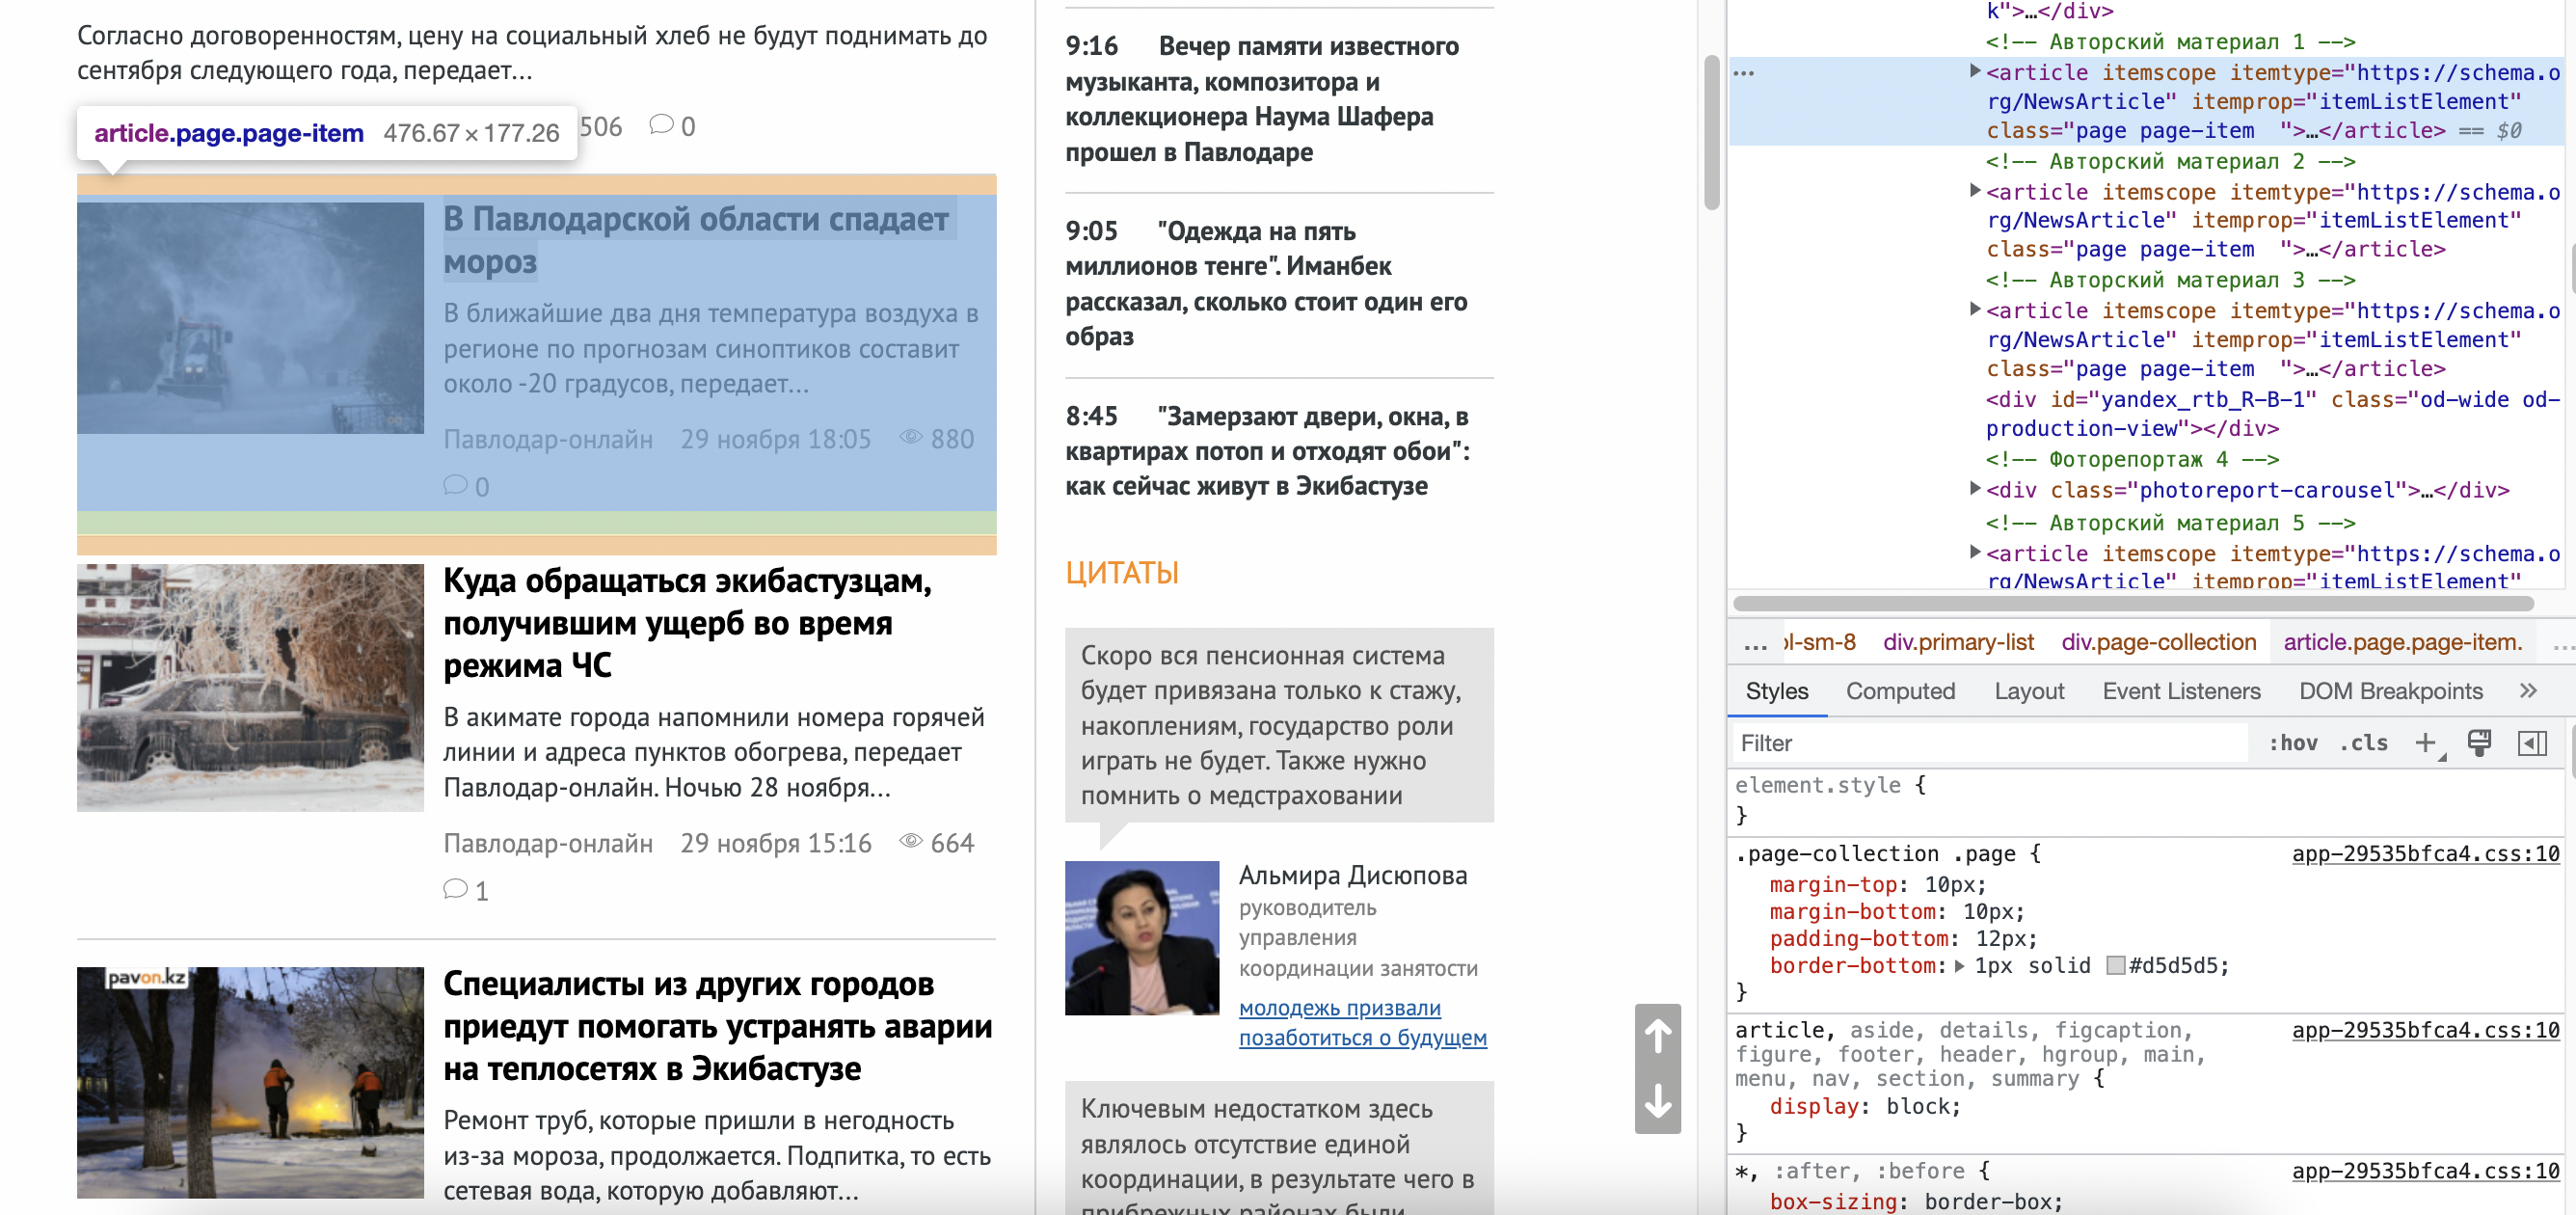 Согласно договоренностям, цену на социальный хлеб не будут поднимать до
сентября следующего года, передает...
article.page.page-item 476.67 × 177.26
506 0
В Павлодарской области спадает
мороз
В ближайшие два дня температура воздуха в
регионе по прогнозам синоптиков составит
около -20 градусов, передает...
Павлодар-онлайн 29 ноября 18:05 880
0
Куда обращаться экибастузцам,
получившим ущерб во время
режима ЧС
В акимате города напомнили номера горячей
линии и адреса пунктов обогрева, передает
Павлодар-онлайн. Ночью 28 ноября...
Павлодар-онлайн 29 ноября 15:16 664
1
pavon.kz
Специалисты из других городов
приедут помогать устранять аварии
на теплосетях в Экибастузе
Ремонт труб, которые пришли в негодность
из-за мороза, продолжается. Подпитка, то есть
сетевая вода, которую добавляют...
9:16 Вечер памяти известного
музыканта, композитора и
коллекционера Наума Шафера
прошел в Павлодаре
9:05 "Одежда на пять
миллионов тенге". Иманбек
рассказал, сколько стоит один его
образ
8:45 "Замерзают двери, окна, в
квартирах потоп и отходят обои":
как сейчас живут в Экибастузе
ЦИТАТЫ
Скоро вся пенсионная система
будет привязана только к стажу,
накоплениям, государство роли
играть не будет. Также нужно
помнить о медстраховании
Альмира Дисюпова
руководитель
управления
координации занятости
молодежь призвали
позаботиться о будущем
Ключевым недостатком здесь
являлось отсутствие единой
координации, в результате чего в
прибрежных районах были
k">…</div>
<!-- Авторский материал 1 -->
<article itemscope itemtype="https://schema.o
rg/NewsArticle" itemprop="itemListElement"
class="page page-item  ">…</article> == $0
<!-- Авторский материал 2 -->
<article itemscope itemtype="https://schema.o
rg/NewsArticle" itemprop="itemListElement"
class="page page-item  ">…</article>
<!-- Авторский материал 3 -->
<article itemscope itemtype="https://schema.o
rg/NewsArticle" itemprop="itemListElement"
class="page page-item  ">…</article>
<div id="yandex_rtb_R-B-1" class="od-wide od-
production-view"></div>
<!-- Фоторепортаж 4 -->
<div class="photoreport-carousel">…</div>
<!-- Авторский материал 5 -->
<article itemscope itemtype="https://schema.o
rg/NewsArticle" itemprop="itemListElement"
… ol-sm-8 div.primary-list div.page-collection article.page.page-item. …
Styles Computed Layout Event Listeners DOM Breakpoints »
Filter :hov .cls +
element.style {
}
.page-collection .page { app-29535bfca4.css:10
margin-top: 10px;
margin-bottom: 10px;
padding-bottom: 12px;
border-bottom: 1px solid #d5d5d5;
}
article, aside, details, figcaption, app-29535bfca4.css:10
figure, footer, header, hgroup, main,
menu, nav, section, summary {
display: block;
}
*, :after, :before { app-29535bfca4.css:10
box-sizing: border-box;